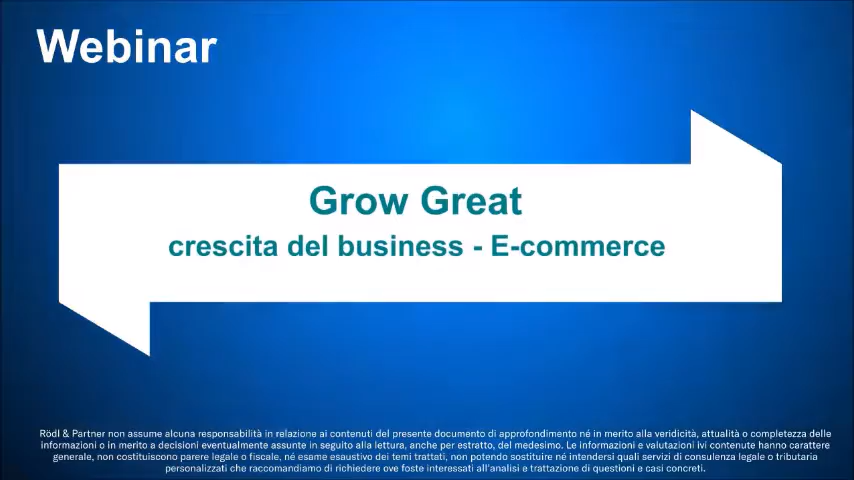 Webinar
Grow Great
crescita del business - E-commerce
Rödl & Partner non assume alcuna responsabilità in relazione ai contenuti del presente documento di approfondimento né in merito alla veridicità, attualità o completezza delle
informazioni o in merito a decisioni eventualmente assunte in seguito alla lettura, anche per estratto, del medesimo. Le informazioni e valutazioni ivi contenute hanno carattere
generale, non costituiscono parere legale o fiscale, né esame esaustivo dei temi trattati, non potendo sostituire né intendersi quali servizi di consulenza legale o tributaria
personalizzati che raccomandiamo di richiedere ove foste interessati all'analisi e trattazione di questioni e casi concreti.